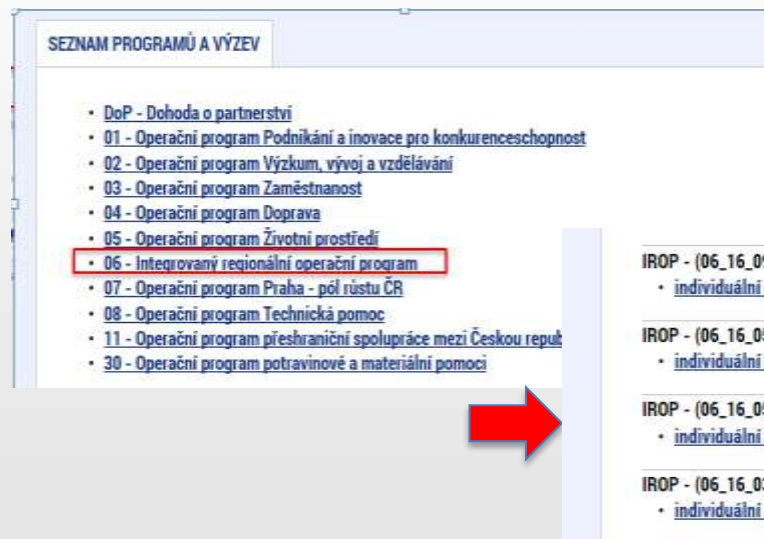 SEZNAM PROGRAMŮ A VÝZEV
• DoP - Dohoda o partnerství
• 01 - Operační program Podnikání a inovace pro konkurenceschopnost
• 02 - Operační program Výzkum, vývoj a vzdělávání
• 03 - Operační program Zaměstnanost
• 04 - Operační program Doprava
• 05 - Operační program Životní prostředí
• 06 - Integrovaný regionální operační program
• 07 - Operační program Praha - pól růstu ČR
• 08 - Operační program Technická pomoc
• 11 - Operační program přeshraniční spolupráce mezi Českou repub
• 30 - Operační program potravinové a materiální pomoci
IROP - (06_16_0
• individuální
IROP - (06_16_0
• individuální
IROP - (06_16_0
• individuální
IROP - (06_16_0
• individuální